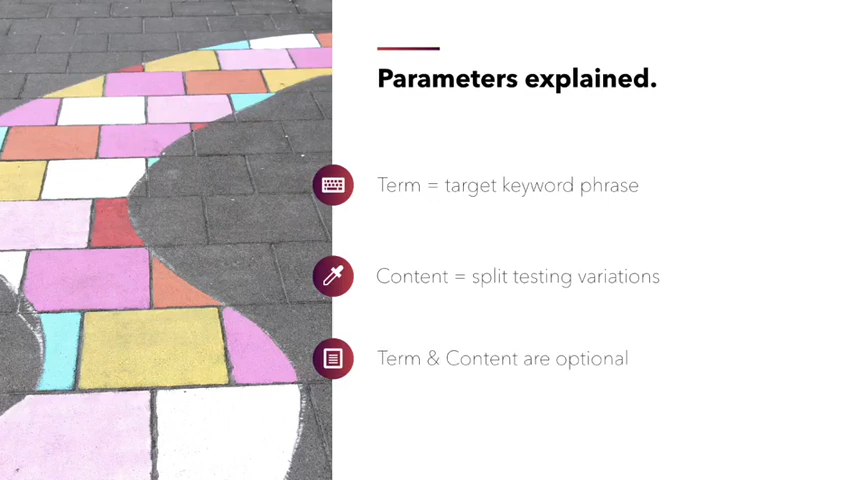 Parameters explained.
Term = target keyword phrase
Content = split testing variations
Term & Content are optional